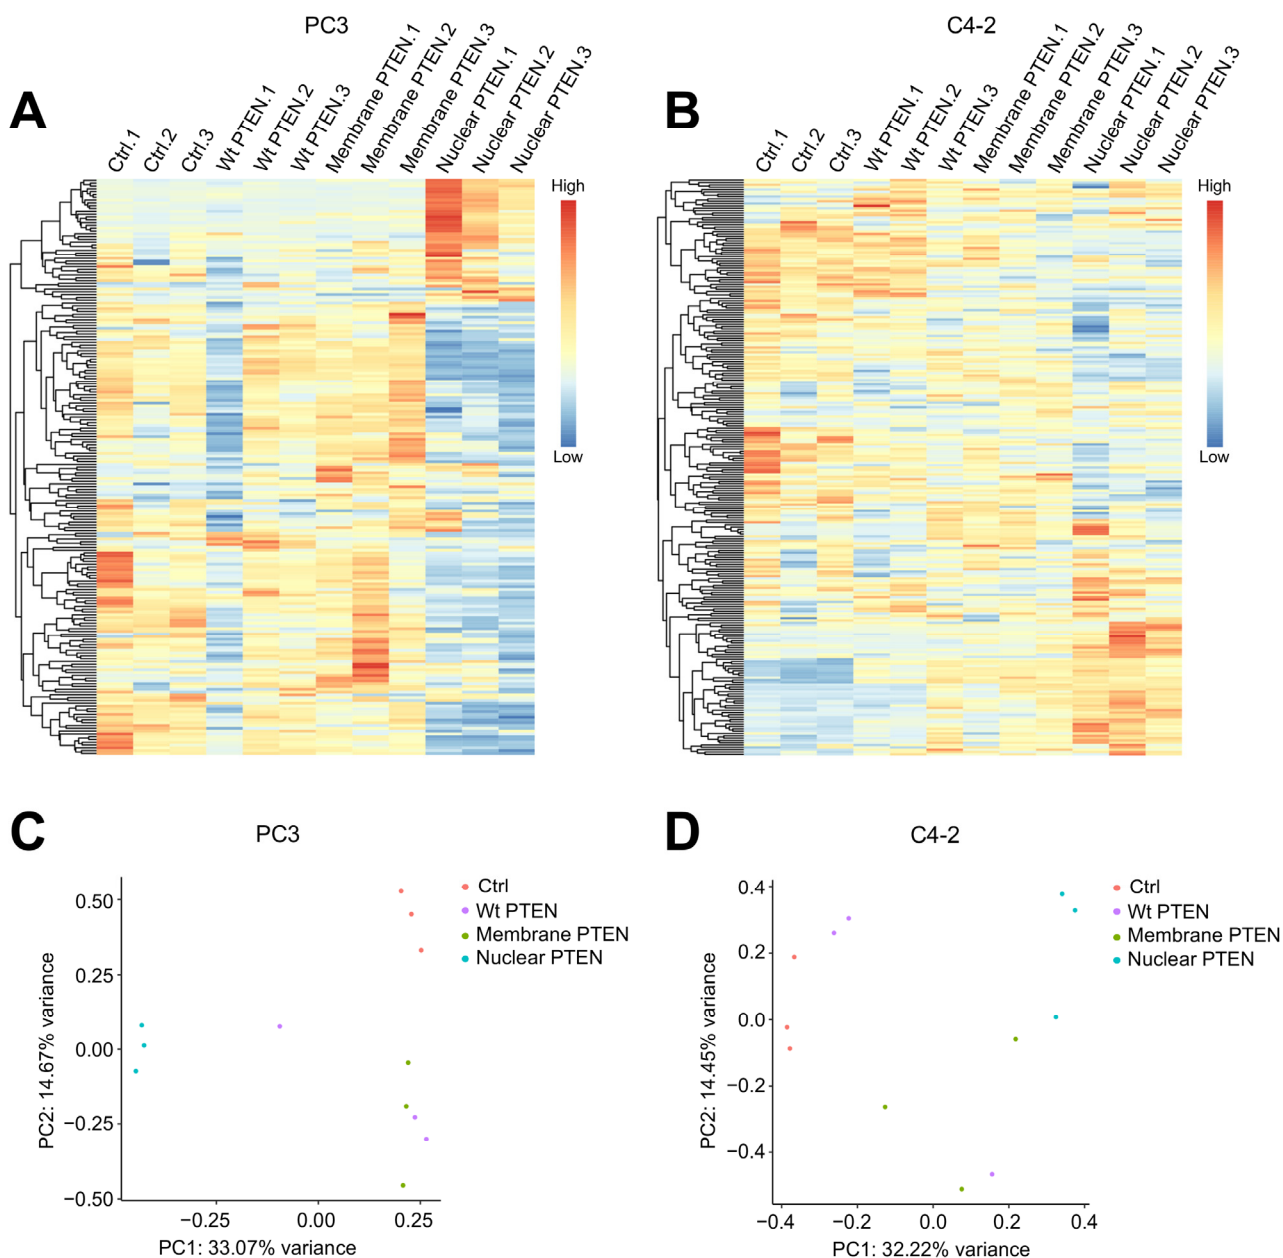 PC3
C4-2
A
B
Ctrl.1
Ctrl.2
Ctrl.3
Wt PTEN.1
Wt PTEN.2
Wt PTEN.3
Membrane PTEN.1
Membrane PTEN.2
Membrane PTEN.3
Nuclear PTEN.1
Nuclear PTEN.2
Nuclear PTEN.3
High
Low
Ctrl.1
Ctrl.2
Ctrl.3
Wt PTEN.1
Wt PTEN.2
Wt PTEN.3
Membrane PTEN.1
Membrane PTEN.2
Membrane PTEN.3
Nuclear PTEN.1
Nuclear PTEN.2
Nuclear PTEN.3
High
Low
C
PC3
0.50
0.25
0.00
−0.25
−0.50
PC2: 14.67% variance
−0.25
0.00
0.25
PC1: 33.07% variance
Ctrl
Wt PTEN
Membrane PTEN
Nuclear PTEN
D
C4-2
0.4
0.2
0.0
−0.2
−0.4
PC2: 14.45% variance
−0.4
−0.2
0.0
0.2
0.4
PC1: 32.22% variance
Ctrl
Wt PTEN
Membrane PTEN
Nuclear PTEN